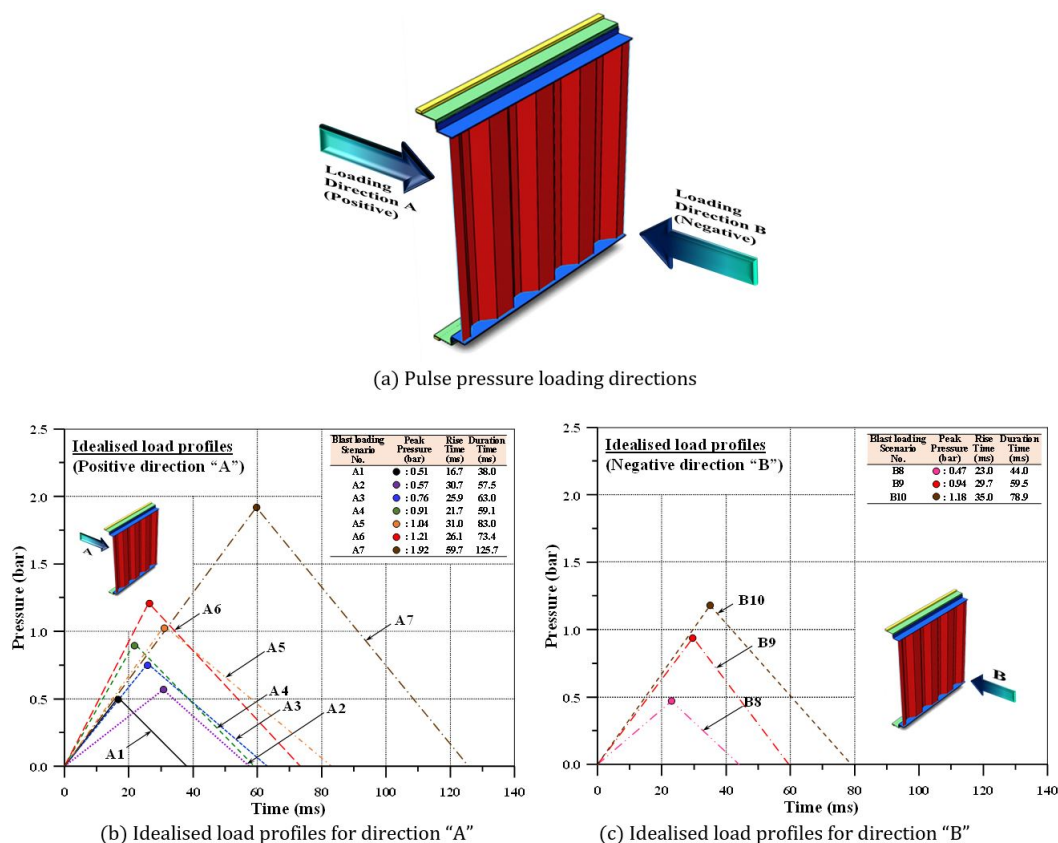 Loading
Direction A
(Positive)
Loading
Direction B
(Negative)
(a) Pulse pressure loading directions
Idealised load profiles
(Positive direction “A”)
Blast loading Scenario No. Peak Pressure (bar) Rise Time (ms) Duration Time (ms)
A1 : 0.51 16.7 38.0
A2 : 0.57 30.7 57.5
A3 : 0.76 25.9 63.0
A4 : 0.91 21.7 59.1
A5 : 1.04 31.0 83.0
A6 : 1.21 26.1 73.4
A7 : 1.92 59.7 125.7
A
A6
A7
A5
A4
A3
A2
A1
Pressure (bar)
2.5
2.0
1.5
1.0
0.5
0.0
0 20 40 60 80 100 120 140
Time (ms)
(b) Idealised load profiles for direction “A”
Idealised load profiles
(Negative direction “B”)
Blast loading Scenario No. Peak Pressure (bar) Rise Time (ms) Duration Time (ms)
B8 : 0.47 23.0 44.0
B9 : 0.94 29.7 59.5
B10 : 1.18 35.0 78.9
B10
B9
B8
B
Pressure (bar)
2.5
2.0
1.5
1.0
0.5
0.0
0 20 40 60 80 100 120 140
Time (ms)
(c) Idealised load profiles for direction “B”